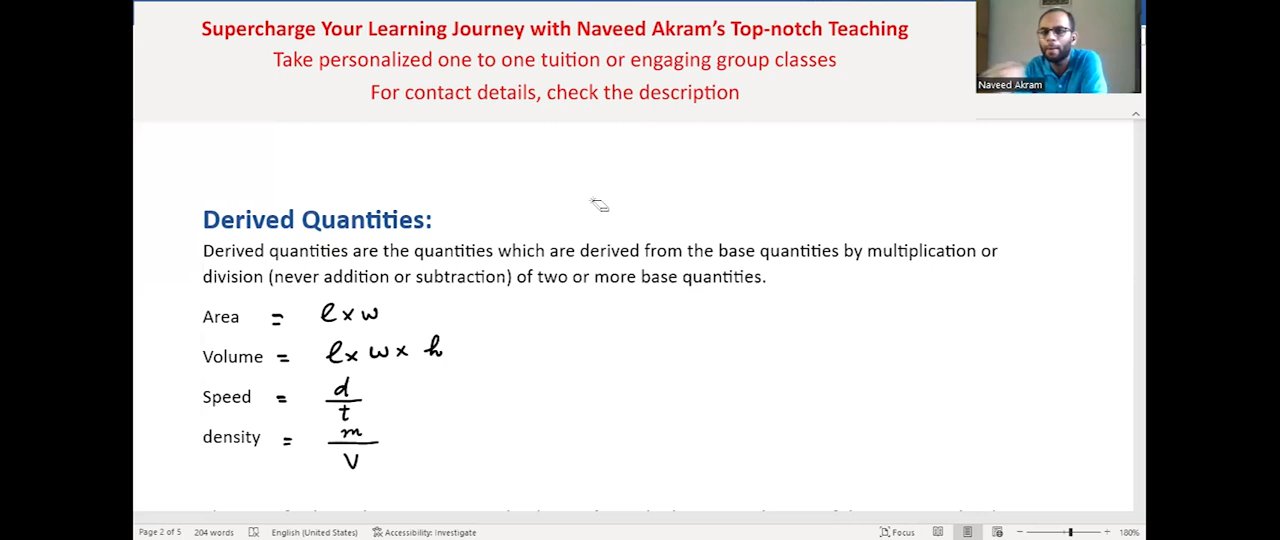 Supercharge Your Learning Journey with Naveed Akram's Top-notch Teaching
Take personalized one to one tuition or engaging group classes
For contact details, check the description
Naveed Akram
Derived Quantities:
Derived quantities are the quantities which are derived from the base quantities by multiplication or
division (never addition or subtraction) of two or more base quantities.
Area = l x w
Volume = l x w x h
Speed = d/t
density = m/V
Page 2 of 5 204 words English (United States) Accessibility: Investigate Focus 180%